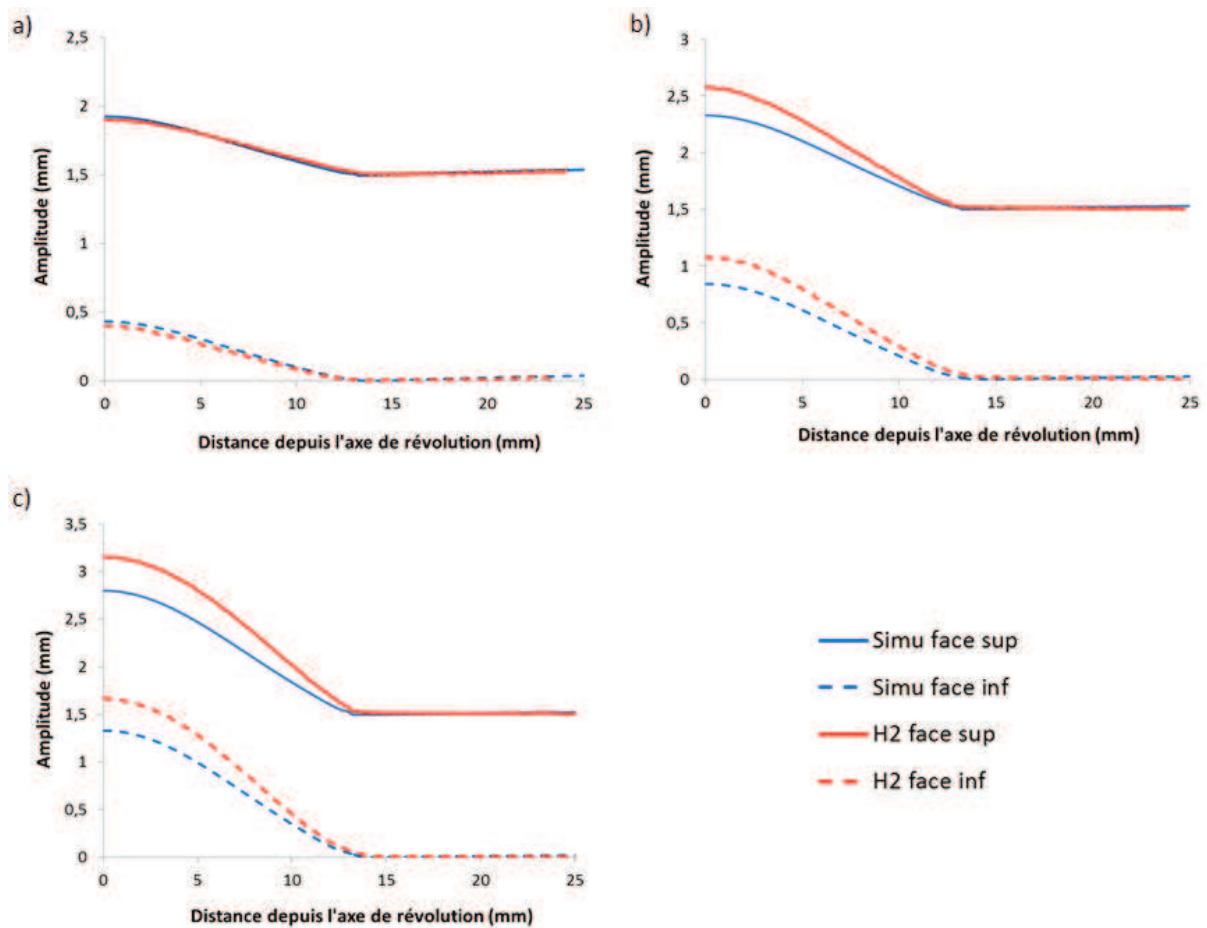 a)
2,5
2
1,5
1
0,5
0
Amplitude (mm)
0 5 10 15 20 25
Distance depuis l'axe de révolution (mm)
b)
3
2,5
2
1,5
1
0,5
0
Amplitude (mm)
0 5 10 15 20 25
Distance depuis l'axe de révolution (mm)
c)
3,5
3
2,5
2
1,5
1
0,5
0
Amplitude (mm)
0 5 10 15 20 25
Distance depuis l'axe de révolution (mm)
Simu face sup
Simu face inf
H2 face sup
H2 face inf